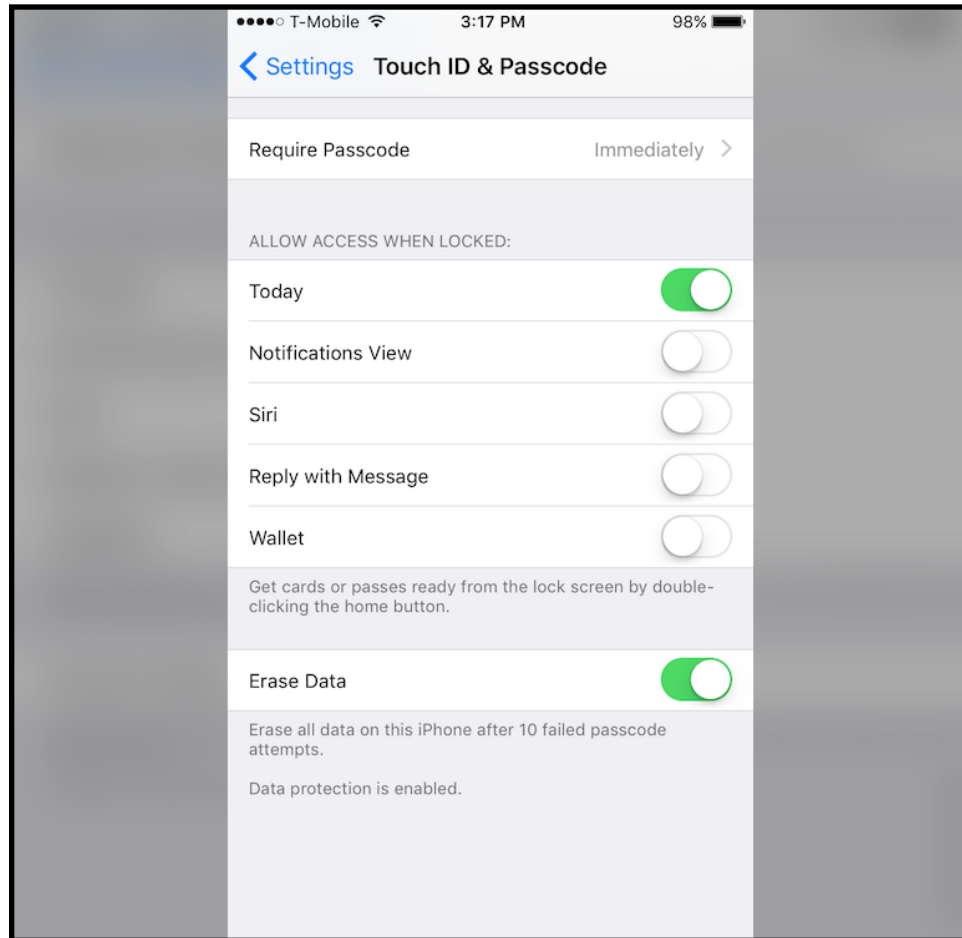 T-Mobile 3:17 PM 98%
Settings Touch ID & Passcode
Require Passcode Immediately
ALLOW ACCESS WHEN LOCKED:
Today
Notifications View
Siri
Reply with Message
Wallet
Get cards or passes ready from the lock screen by double-
clicking the home button.
Erase Data
Erase all data on this iPhone after 10 failed passcode
attempts.
Data protection is enabled.